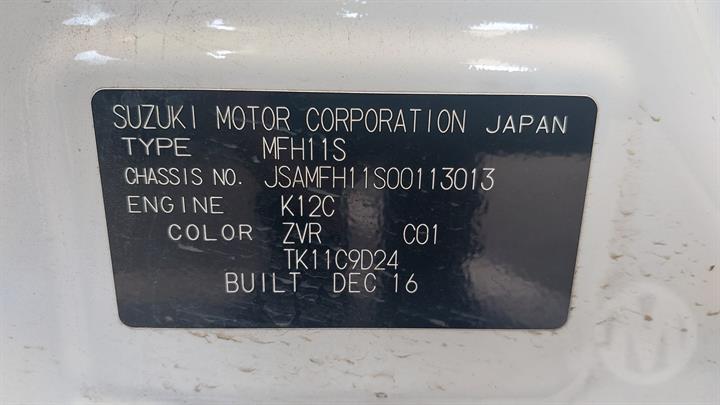 SUZUKI MOTOR CORPORATION JAPAN
TYPE MFH11S
CHASSIS NO. JSAMFH11S00113013
ENGINE K12C
COLOR ZVR C01
TK11C9D24
BUILT DEC 16